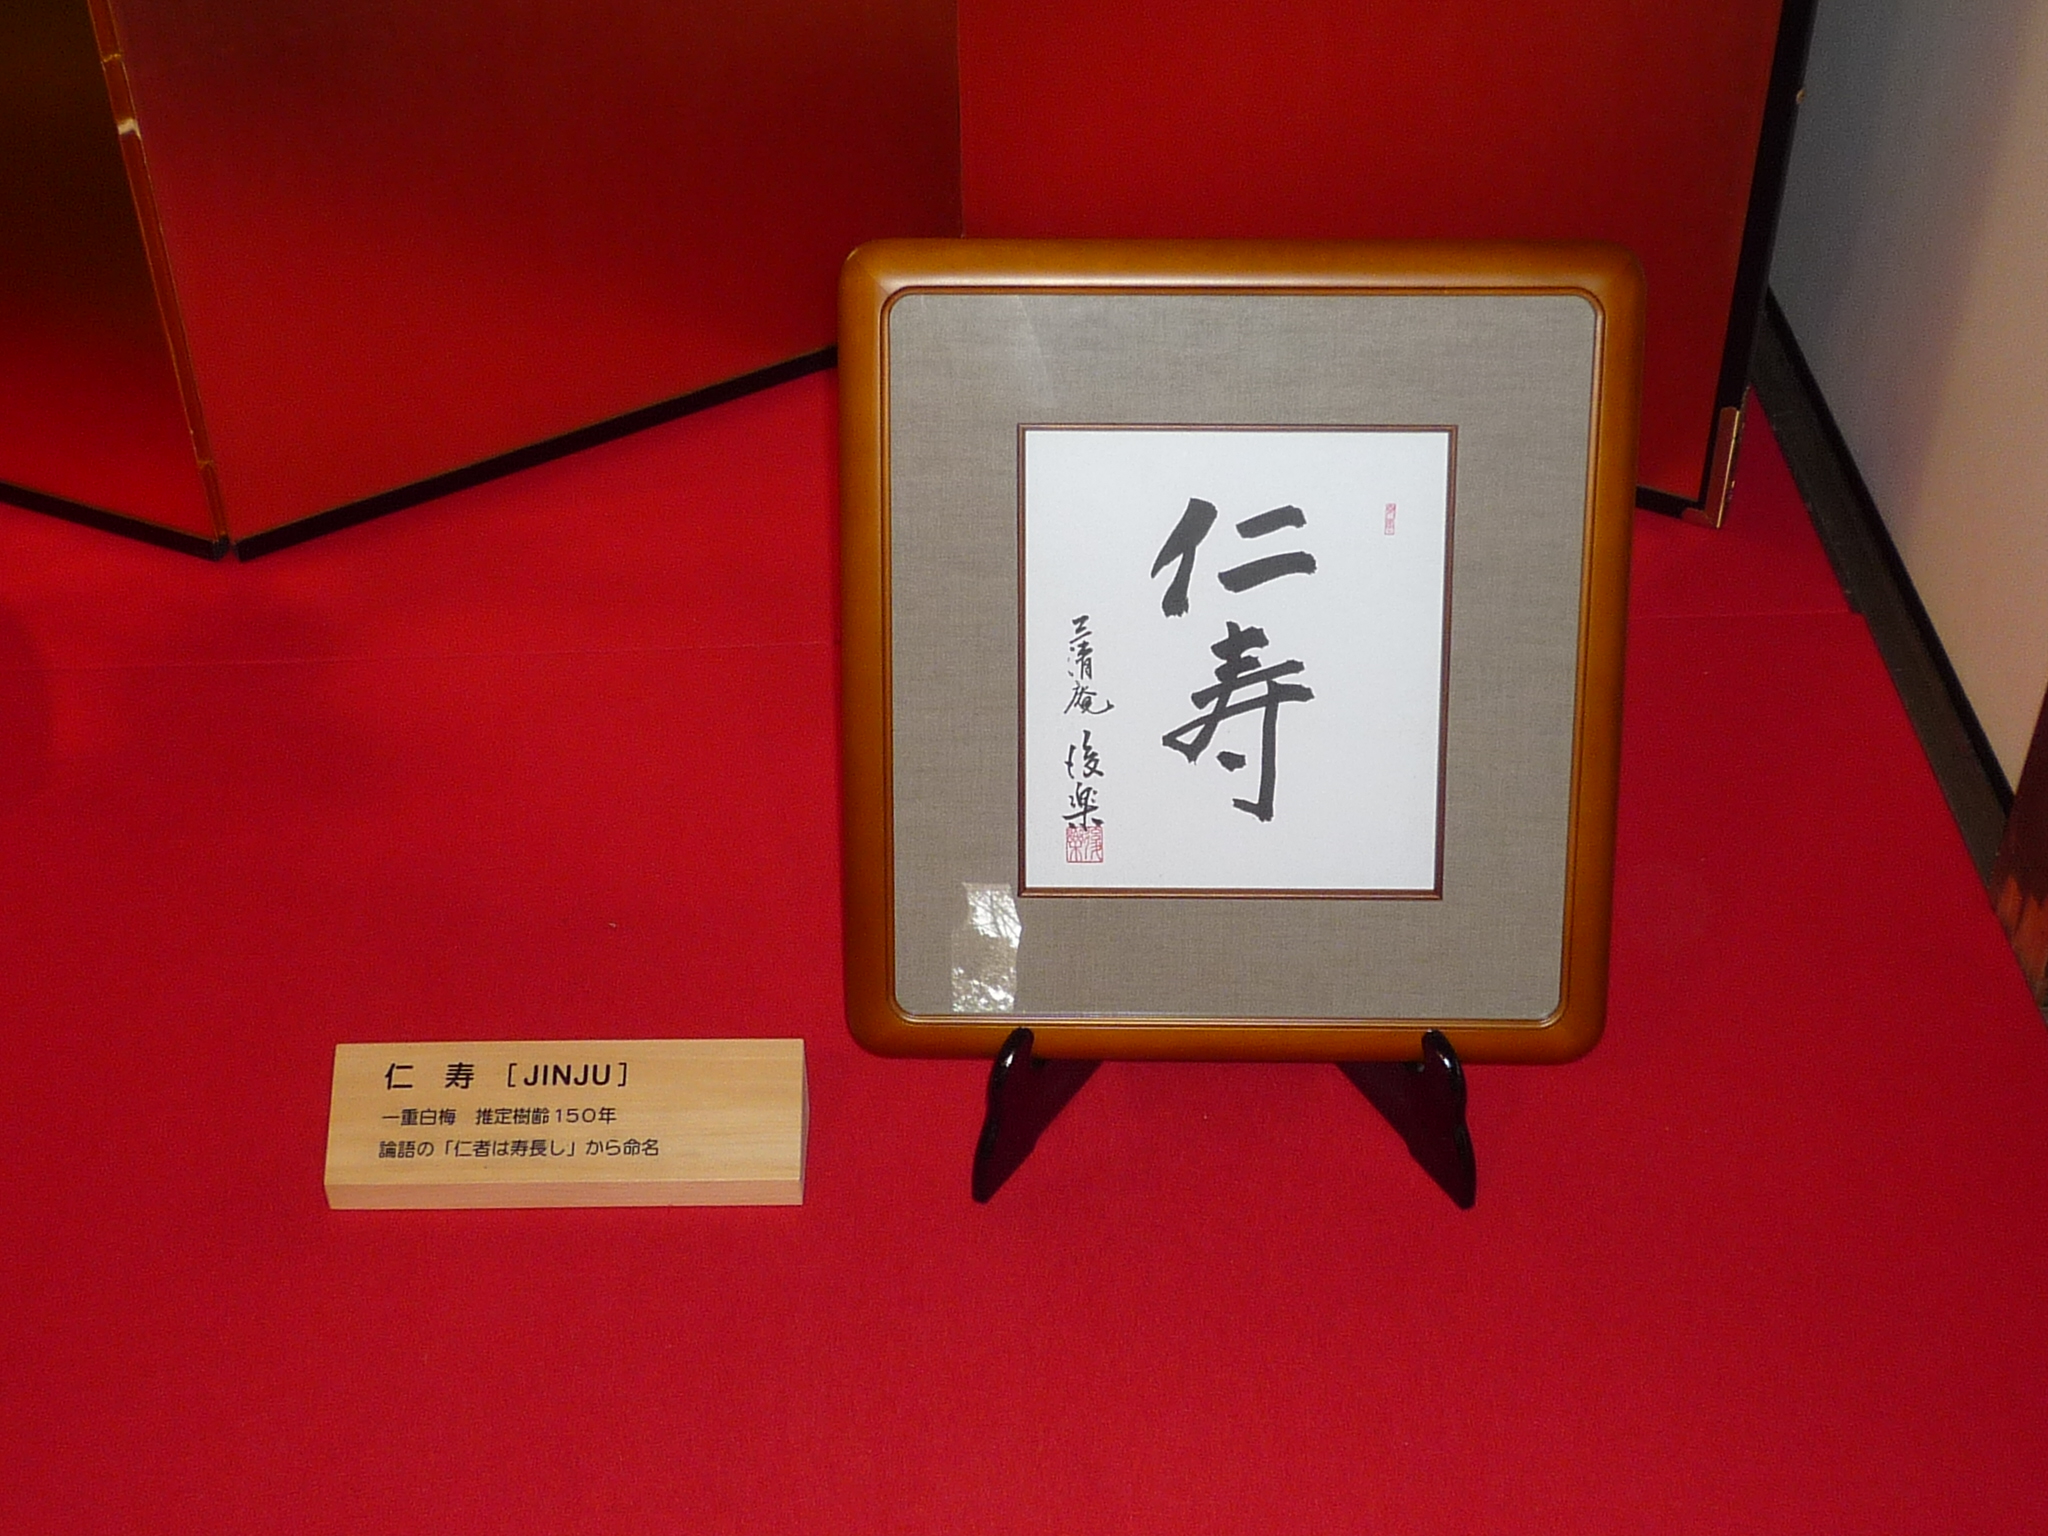 仁寿
三清庵 後楽
仁 寿 [JINJU]
一重白梅 推定樹齢150年
論語の「仁者は寿長し」から命名